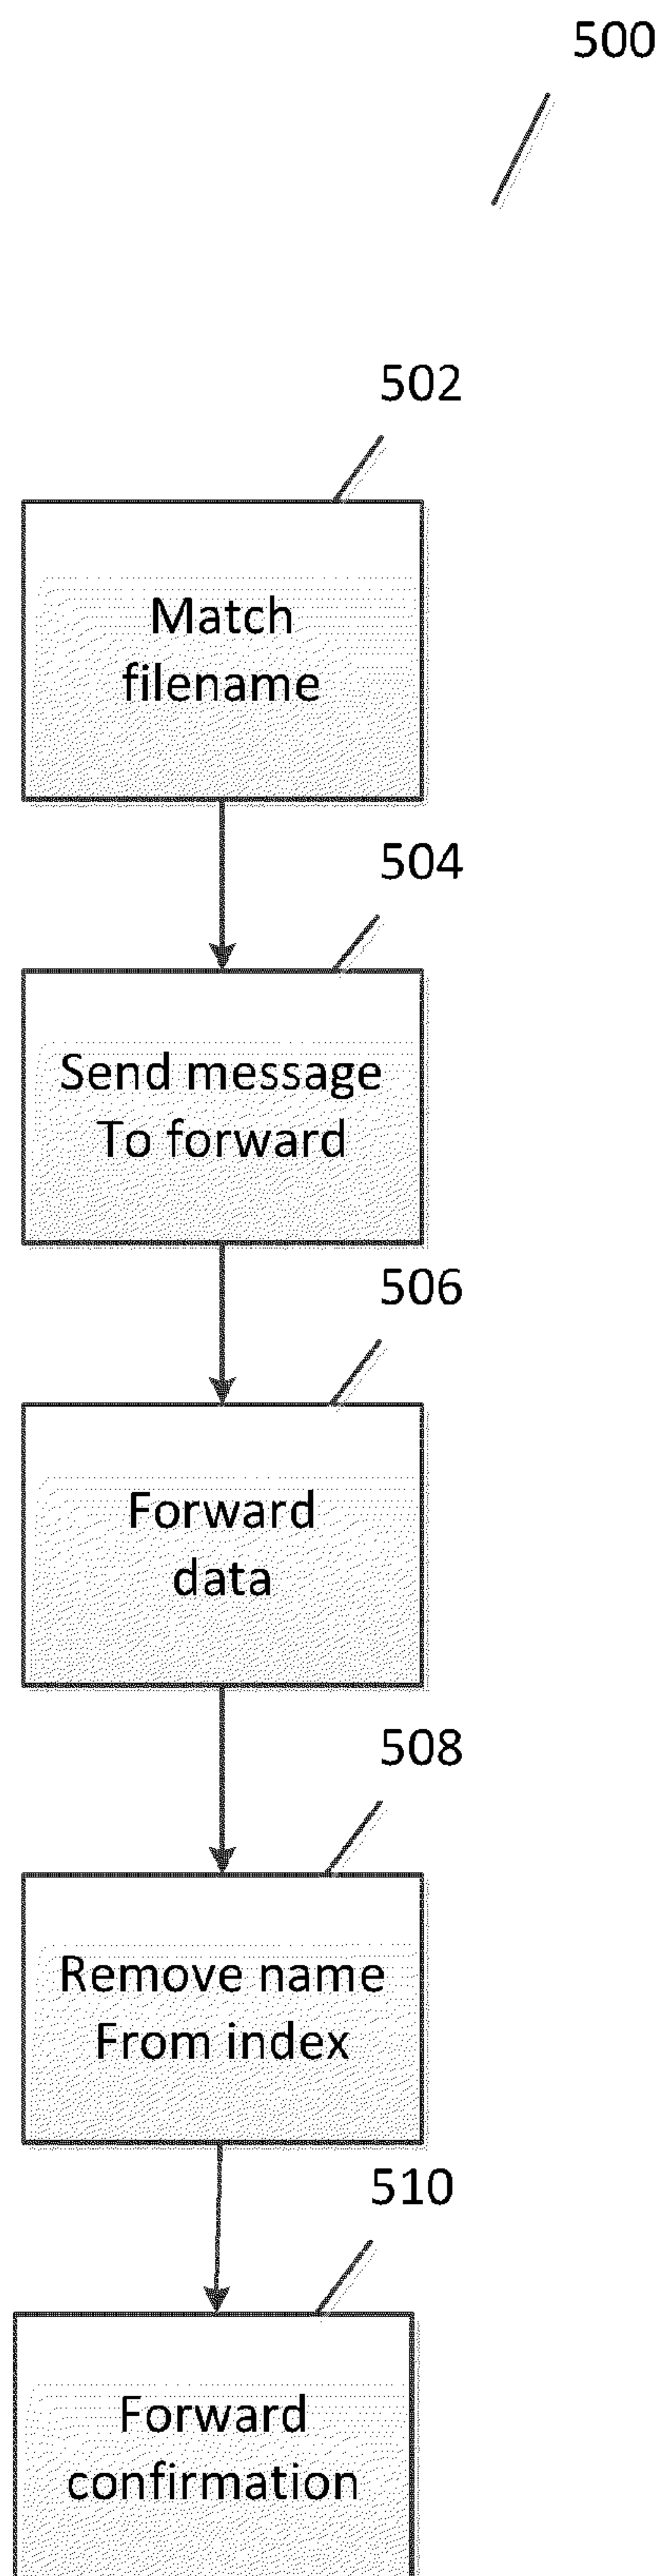 500
502
Match
filename
504
Send message
To forward
506
Forward
data
508
Remove name
From index
510
Forward
confirmation